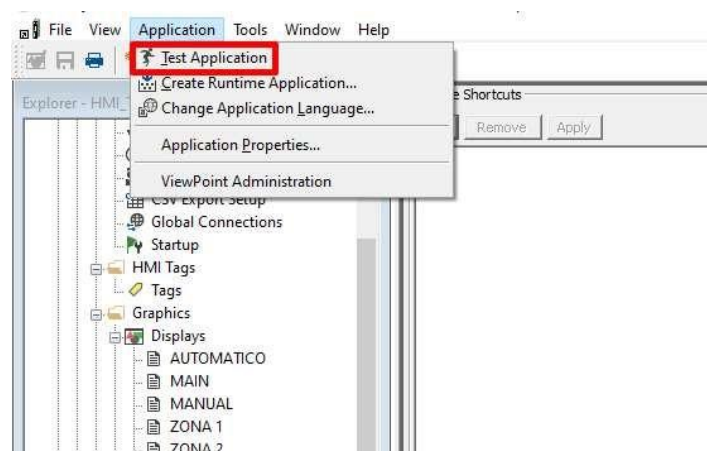 File View Application Tools Window Help
Test Application
Create Runtime Application...
Change Application Language...
Application Properties...
ViewPoint Administration
Explorer - HMI_
Shortcuts
Remove Apply
CSV Export Setup
Global Connections
Startup
HMI Tags
Tags
Graphics
Displays
AUTOMATICO
MAIN
MANUAL
ZONA 1
ZONA 2